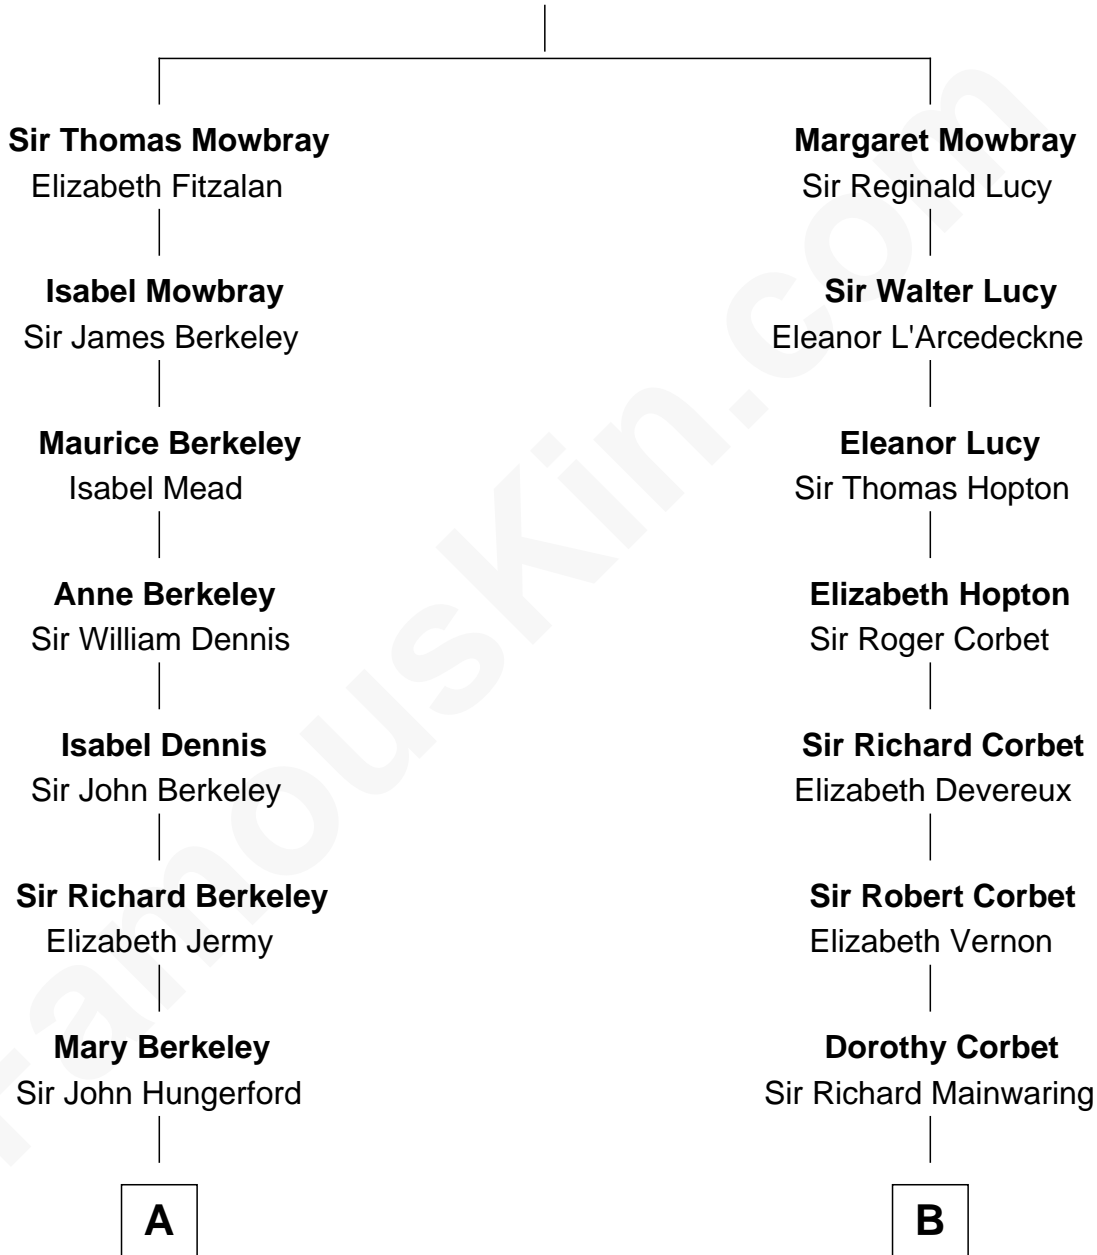 Sir Thomas Mowbray
Elizabeth Fitzalan
Isabel Mowbray
Sir James Berkeley
Maurice Berkeley
Isabel Mead
Anne Berkeley
Sir William Dennis
Isabel Dennis
Sir John Berkeley
Sir Richard Berkeley
Elizabeth Jermy
Mary Berkeley
Sir John Hungerford
A
Margaret Mowbray
Sir Reginald Lucy
Sir Walter Lucy
Eleanor L'Arcedeckne
Eleanor Lucy
Sir Thomas Hopton
Elizabeth Hopton
Sir Roger Corbet
Sir Richard Corbet
Elizabeth Devereux
Sir Robert Corbet
Elizabeth Vernon
Dorothy Corbet
Sir Richard Mainwaring
B
FamousKin.com